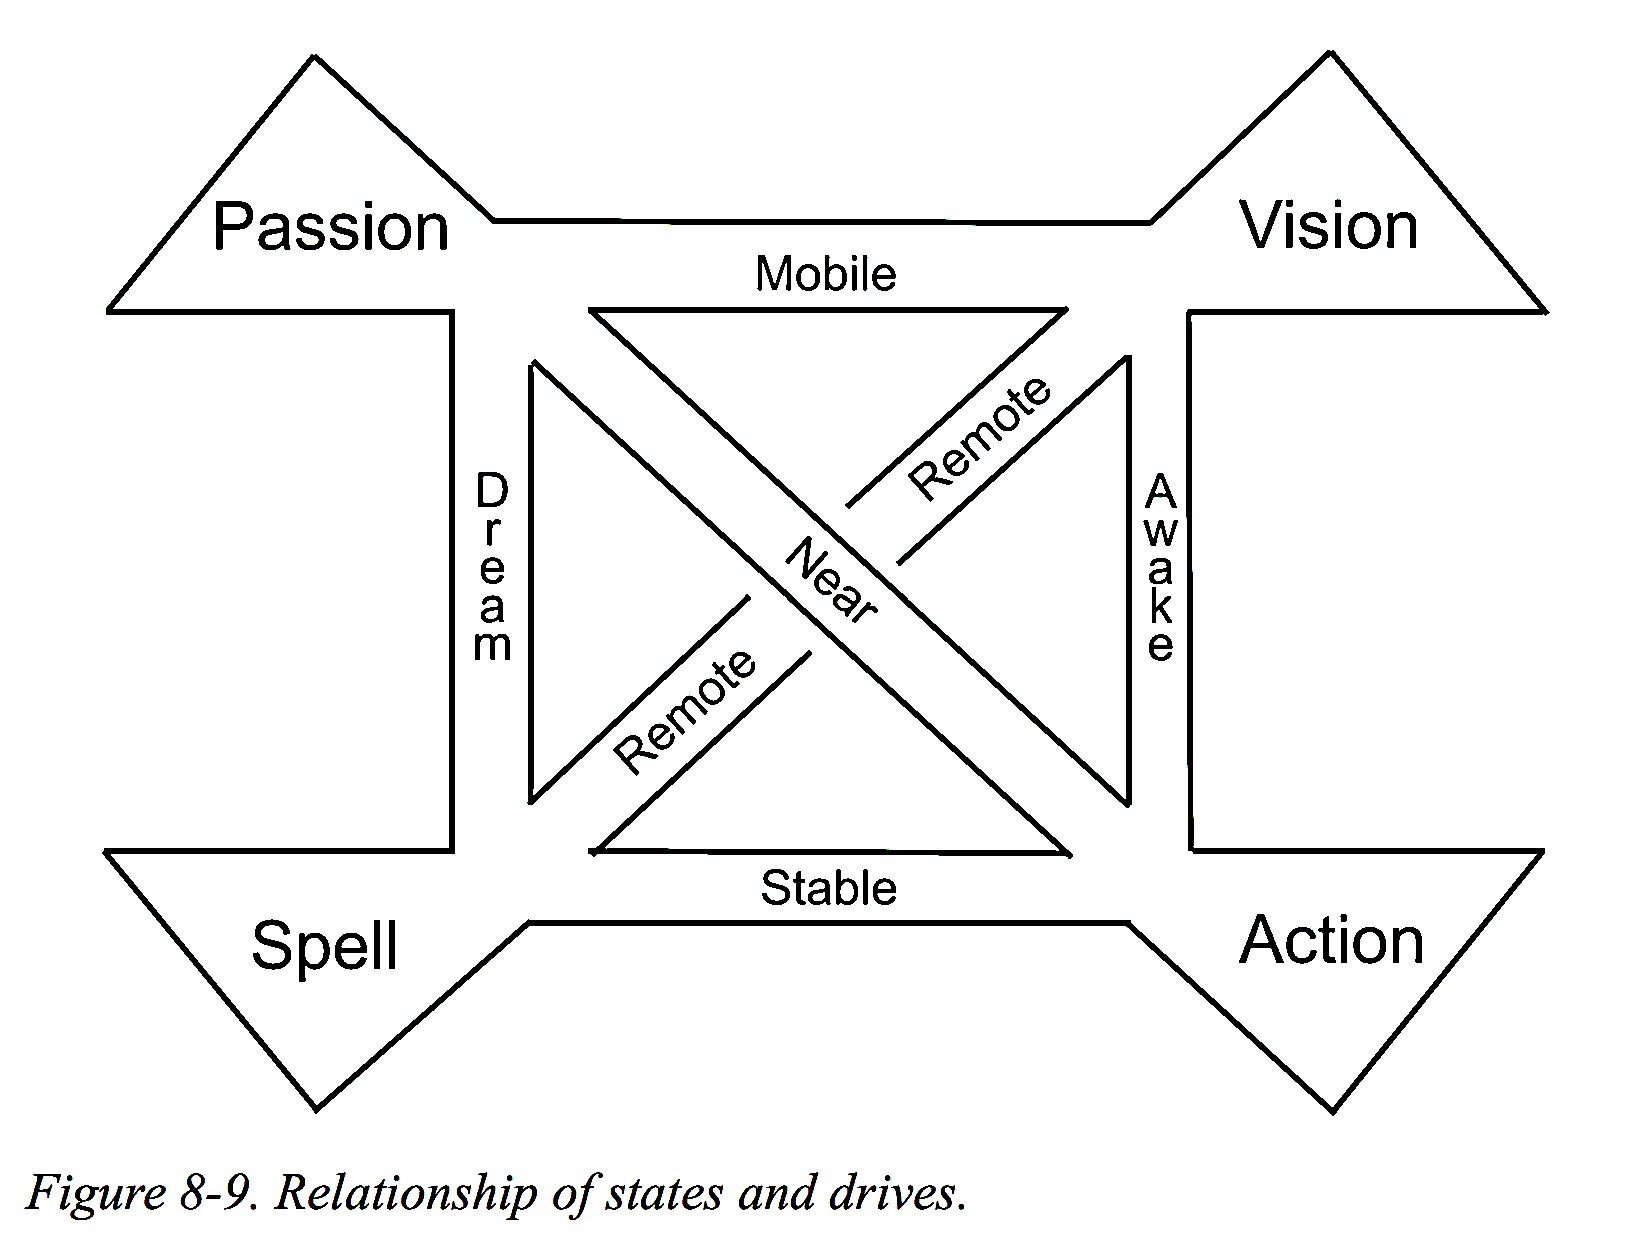 Passion
Vision
Mobile
Remote
Dream
Awake
Near
Remote
Stable
Spell
Action
Figure 8-9. Relationship of states and drives.